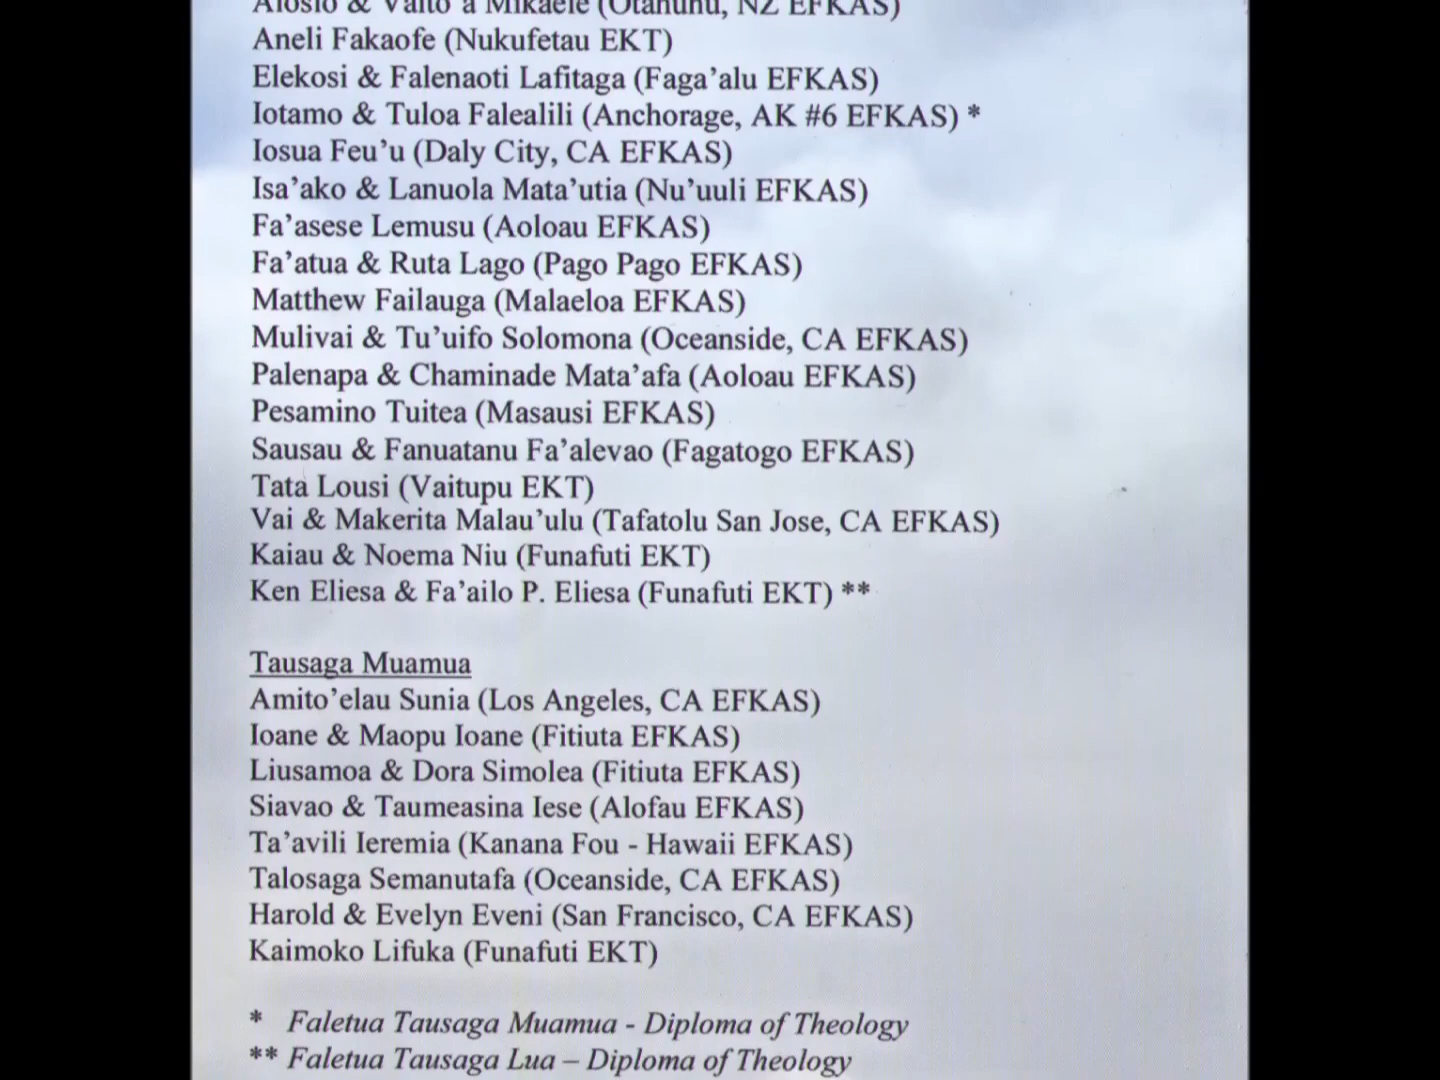 & Mikaele (Otahuhu, NZ EFKAS)
Aneli Fakaofe (Nukufetau EKT)
Elekosi & Falenaoti Lafitaga (Faga’alu EFKAS)
Iotamo & Tuloa Falealili (Anchorage, AK #6 EFKAS) *
Iosua Feu’u (Daly City, CA EFKAS)
Isa’ako & Lanuola Mata’utia (Nu’uuli EFKAS)
Fa’asese Lemusu (Aoloau EFKAS)
Fa’atua & Ruta Lago (Pago Pago EFKAS)
Matthew Failauga (Malaeloa EFKAS)
Mulivai & Tu’uifo Solomona (Oceanside, CA EFKAS)
Palenapa & Chaminade Mata’afa (Aoloau EFKAS)
Pesamino Tuitea (Masausi EFKAS)
Sausau & Fanuatanu Fa’alevao (Fagatogo EFKAS)
Tata Lousi (Vaitupu EKT)
Vai & Makerita Malau’ulu (Tafatolu San Jose, CA EFKAS)
Kaiau & Noema Niu (Funafuti EKT)
Ken Eliesa & Fa’ailo P. Eliesa (Funafuti EKT) **
Tausaga Muamua
Amito’elau Sunia (Los Angeles, CA EFKAS)
Ioane & Maopu Ioane (Fitiuta EFKAS)
Liusamoa & Dora Simolea (Fitiuta EFKAS)
Siavao & Taumeasina Iese (Alofau EFKAS)
Ta’avili Ieremia (Kanana Fou - Hawaii EFKAS)
Talosaga Semanutafa (Oceanside, CA EFKAS)
Harold & Evelyn Eveni (San Francisco, CA EFKAS)
Kaimoko Lifuka (Funafuti EKT)
* Faletua Tausaga Muamua - Diploma of Theology
** Faletua Tausaga Lua – Diploma of Theology